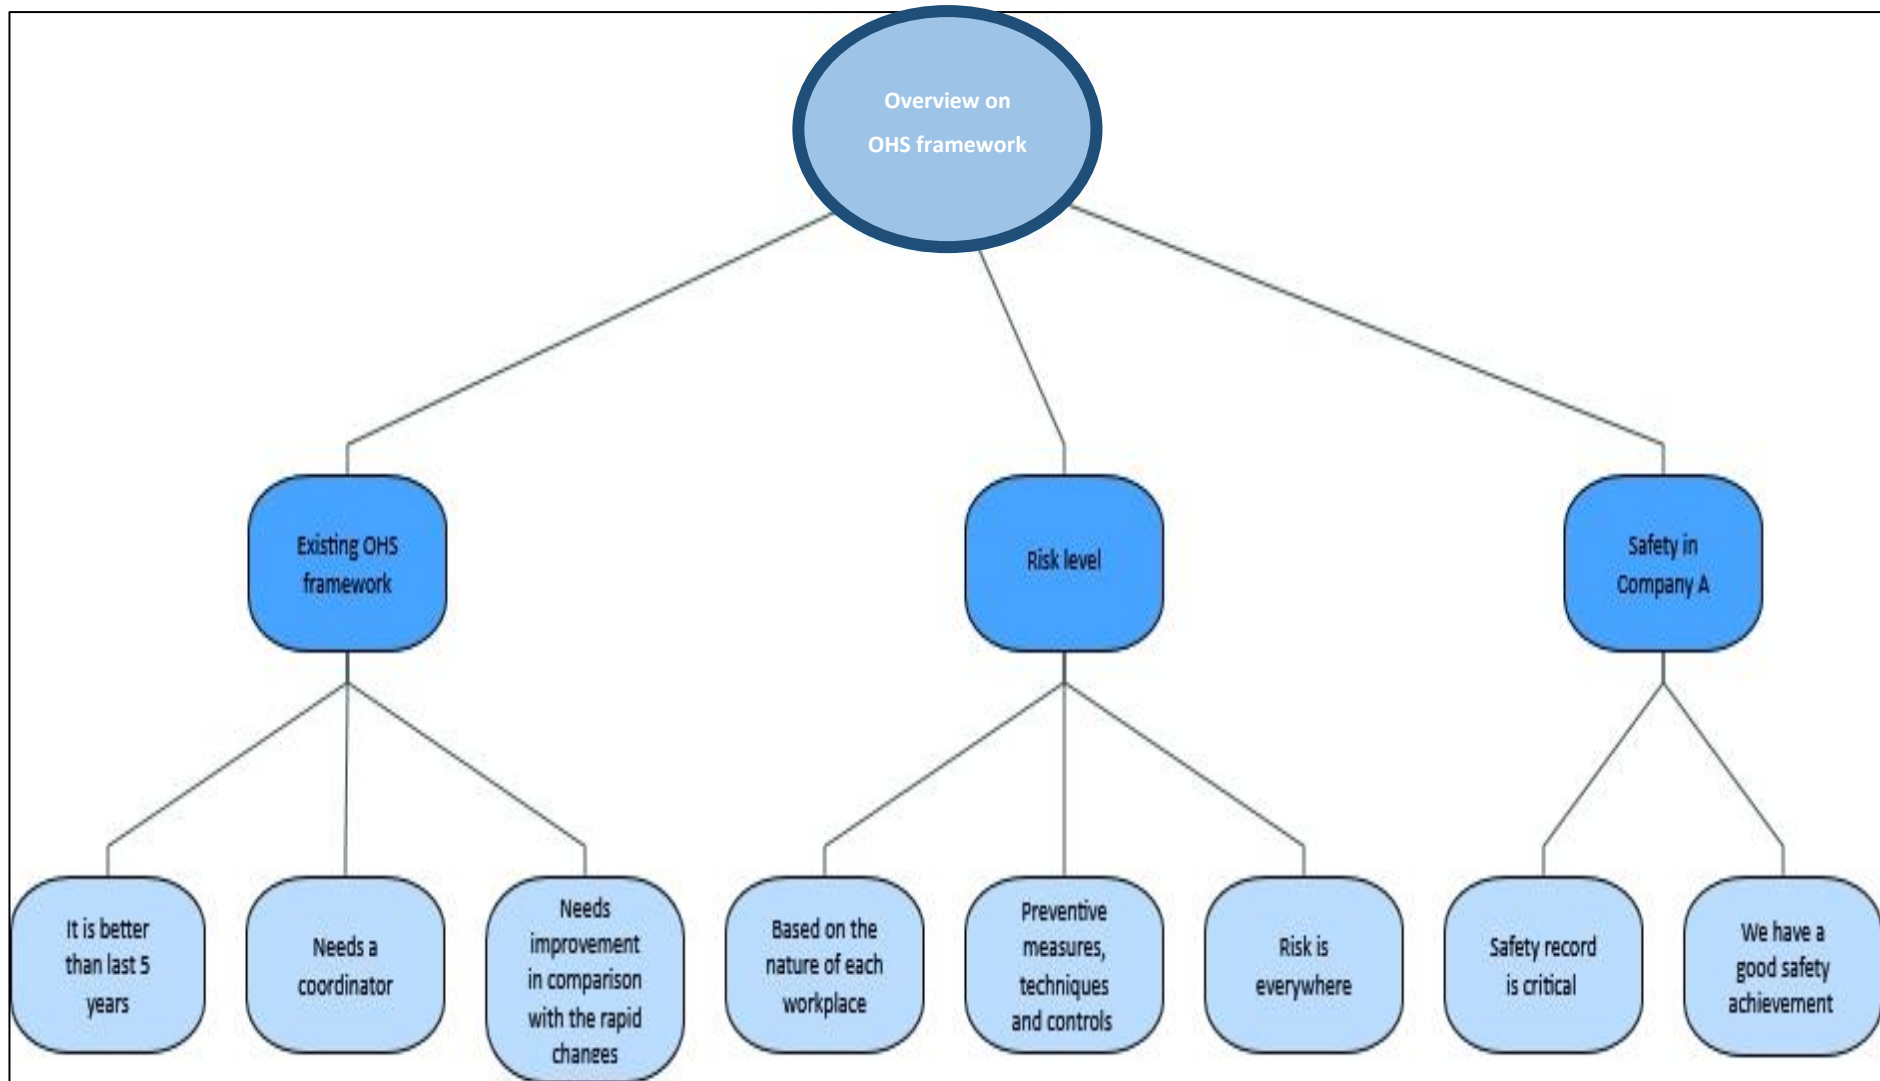 Overview on
OHS framework
Existing OHS
framework
Risk level
Safety in
Company A
It is better
than last 5
years
Needs a
coordinator
Needs
improvement
in comparison
with the rapid
changes
Based on the
nature of each
workplace
Preventive
measures,
techniques
and controls
Risk is
everywhere
Safety record
is critical
We have a
good safety
achievement